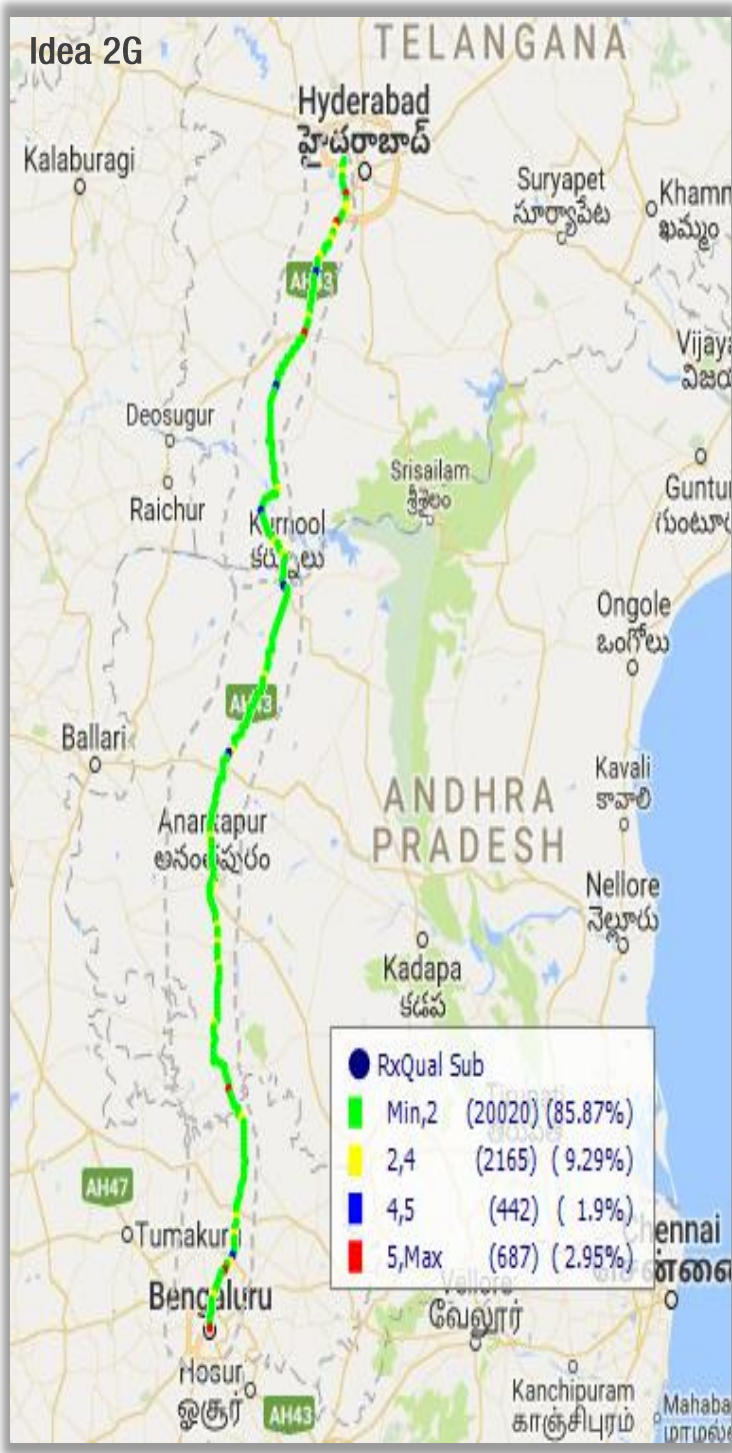 Idea 2G
TELANGANA
Hyderabad
హైదరాబాద్
Kalaburagi
Suryapet
సూర్యాపేట
Khamm
ఖమ్మం
AH43
Vijaya
విజయ
Deosugur
Raichur
Srisailam
శ్రీశైలం
Guntur
గుంటూరు
Kurnool
కర్నూలు
Ongole
ఒంగోలు
AH43
Ballari
Kavali
కావాలి
ANDHRA
PRADESH
Anantapur
అనంతపురం
Nellore
నెల్లూరు
Kadapa
కడప
RxQual Sub
Min,2 (20020) (85.87%)
2,4 (2165) ( 9.29%)
4,5 (442) ( 1.9%)
5,Max (687) ( 2.95%)
AH47
Tumakuru
Chennai
Bengaluru
Vellore
வேலூர்
Hosur
ஓசூர்
AH43
Kanchipuram
காஞ்சிபுரம்
Mahaba